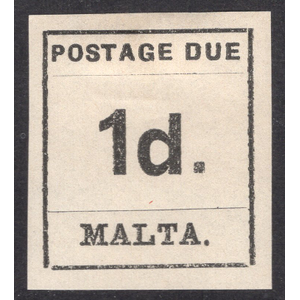 POSTAGE DUE
1d.
MALTA.